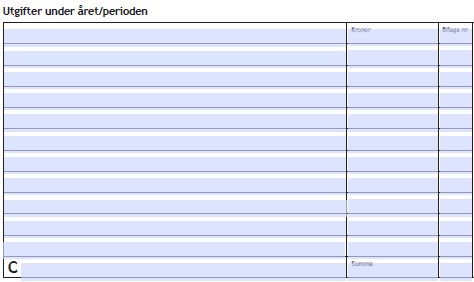 Utgifter under året/perioden
Kronor Bilaga nr
C Summa